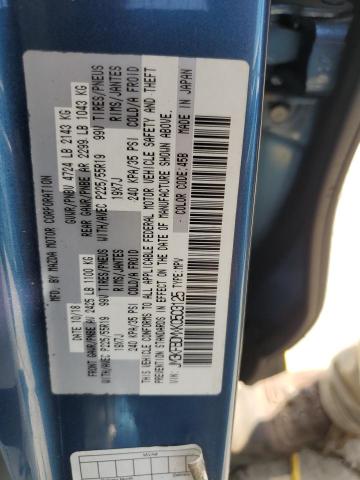 MFD. BY MAZDA MOTOR CORPORATION
DATE: 10/18 GVWR/PNBV 4724 LB 2143 KG
FRONT GAWR/PNBE AV 2425 LB 1100 KG REAR GAWR/PNBE AR 2299 LB 1043 KG
WITH/AVEC P225/55R19 99V TIRES/PNEUS WITH/AVEC P225/55R19 99V TIRES/PNEUS
19X7J RIMS/JANTES 19X7J RIMS/JANTES
240 KPA/35 PSI COLD/A FROID 240 KPA/35 PSI COLD/A FROID
THIS VEHICLE CONFORMS TO ALL APPLICABLE FEDERAL MOTOR VEHICLE SAFETY AND THEFT
PREVENTION STANDARDS IN EFFECT ON THE DATE OF MANUFACTURE SHOWN ABOVE.
TYPE: MPV COLOUR: 45B MADE IN JAPAN
VIN: